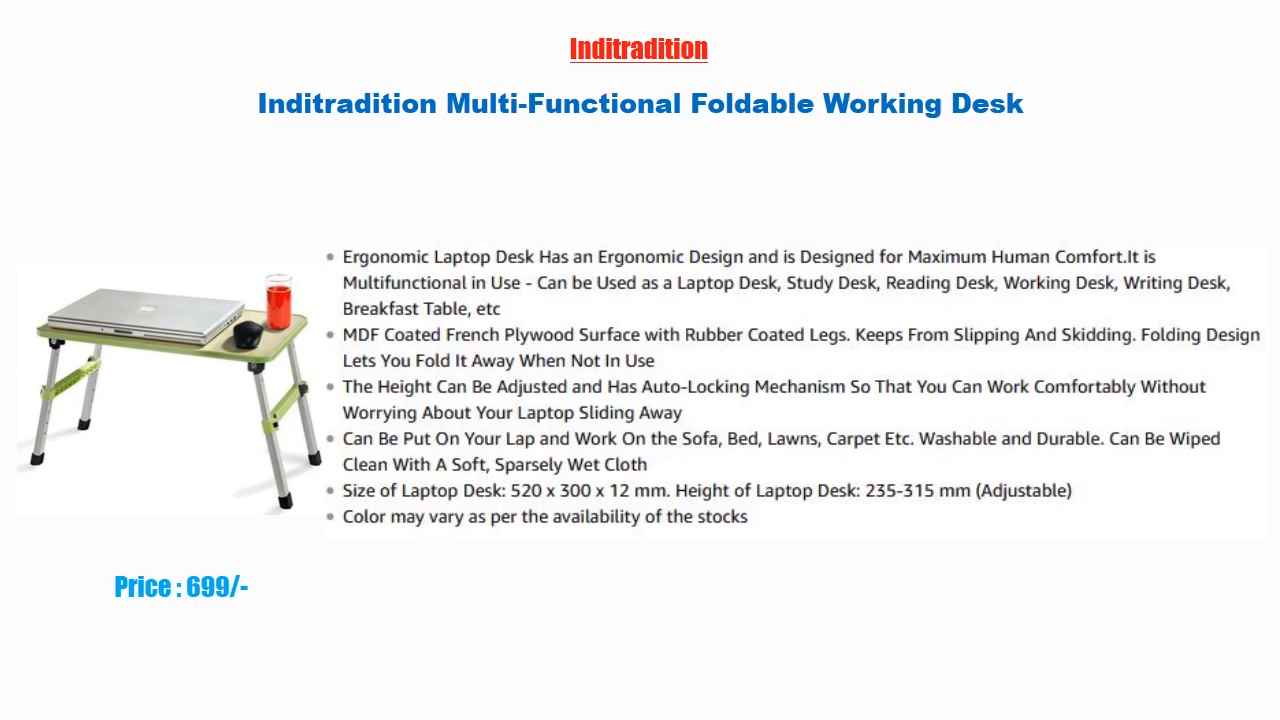 Inditradition
Inditradition Multi-Functional Foldable Working Desk
Ergonomic Laptop Desk Has an Ergonomic Design and is Designed for Maximum Human Comfort.It is
Multifunctional in Use - Can be Used as a Laptop Desk, Study Desk, Reading Desk, Working Desk, Writing Desk,
Breakfast Table, etc
MDF Coated French Plywood Surface with Rubber Coated Legs. Keeps From Slipping And Skidding. Folding Design
Lets You Fold It Away When Not In Use
The Height Can Be Adjusted and Has Auto-Locking Mechanism So That You Can Work Comfortably Without
Worrying About Your Laptop Sliding Away
Can Be Put On Your Lap and Work On the Sofa, Bed, Lawns, Carpet Etc. Washable and Durable. Can Be Wiped
Clean With A Soft, Sparsely Wet Cloth
Size of Laptop Desk: 520 x 300 x 12 mm. Height of Laptop Desk: 235-315 mm (Adjustable)
Color may vary as per the availability of the stocks
Price : 699/-